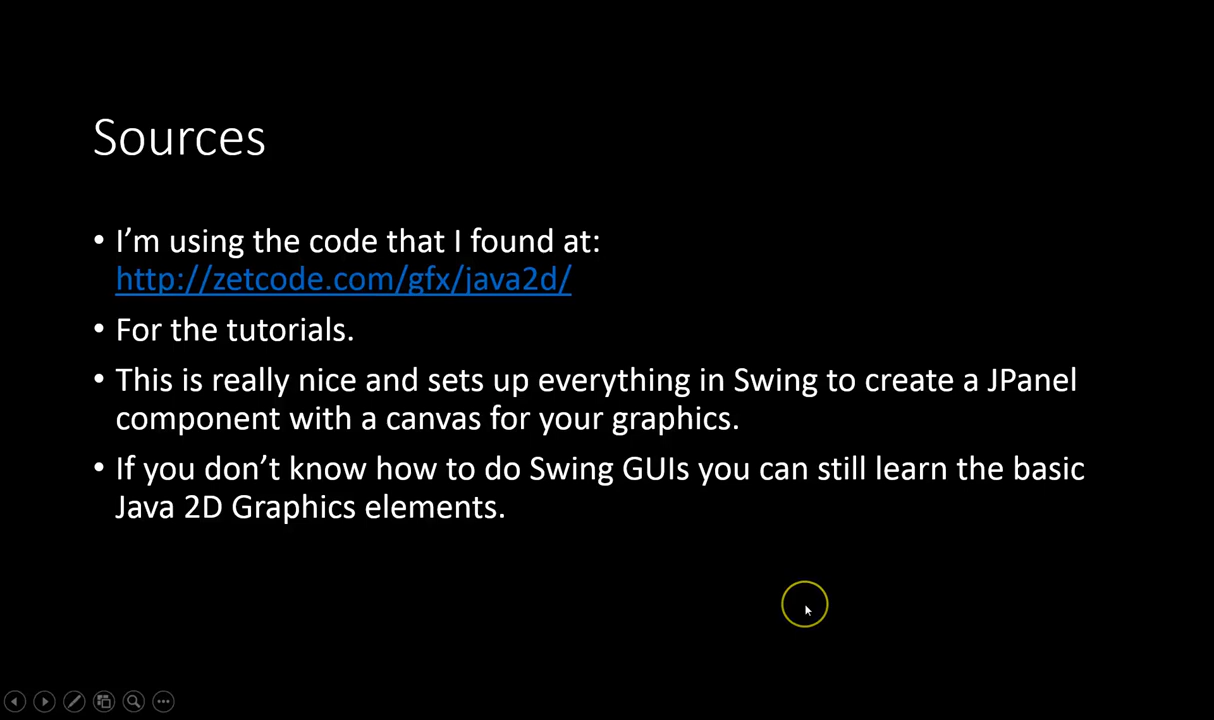 Sources
• I’m using the code that I found at:
http://zetcode.com/gfx/java2d/
• For the tutorials.
• This is really nice and sets up everything in Swing to create a JPanel
component with a canvas for your graphics.
• If you don’t know how to do Swing GUIs you can still learn the basic
Java 2D Graphics elements.